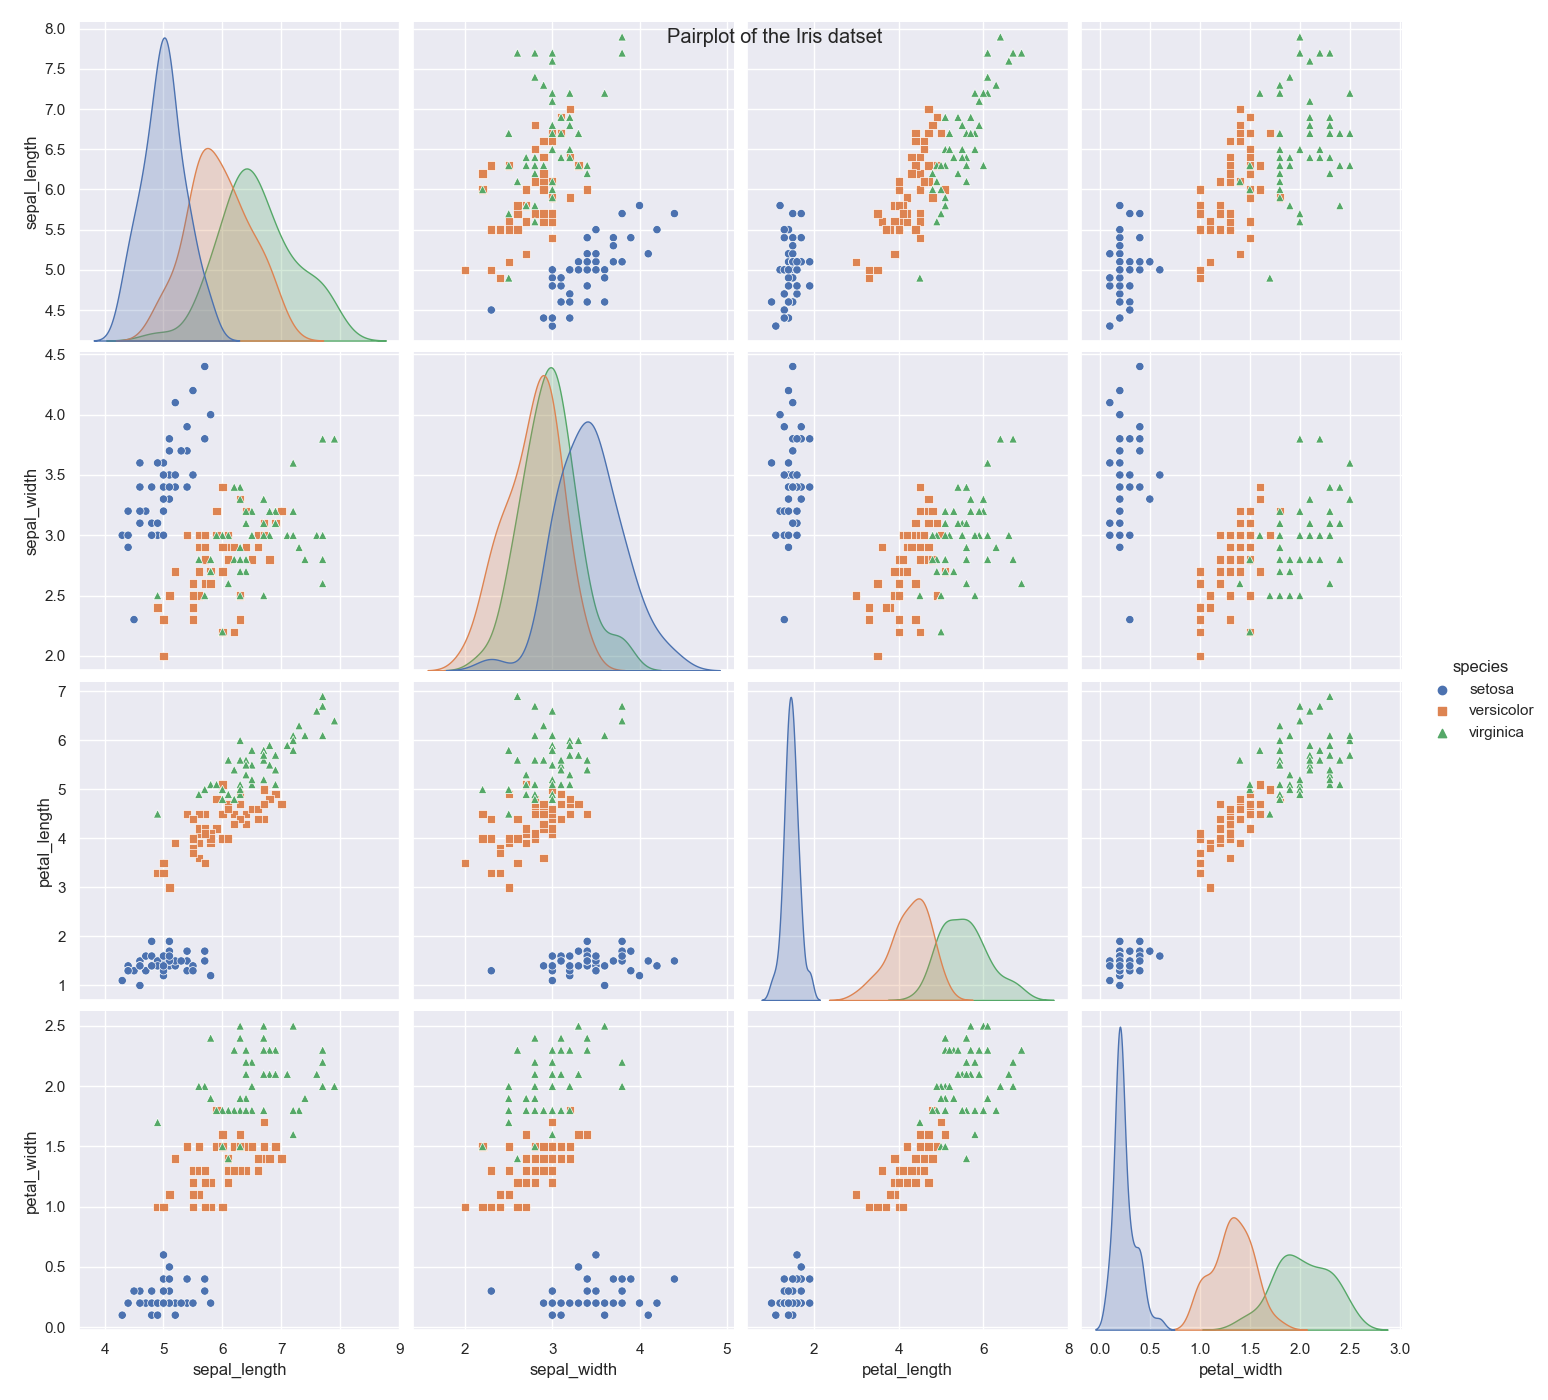 Pairplot of the Iris datset
8.0
7.5
7.0
6.5
6.0
5.5
5.0
4.5
sepal_length
4.5
4.0
3.5
3.0
2.5
2.0
sepal_width
7
6
5
4
3
2
1
petal_length
2.5
2.0
1.5
1.0
0.5
0.0
petal_width
4 5 6 7 8 9
sepal_length
2 3 4 5
sepal_width
2 4 6 8
petal_length
0.0 0.5 1.0 1.5 2.0 2.5 3.0
petal_width
species
setosa
versicolor
virginica